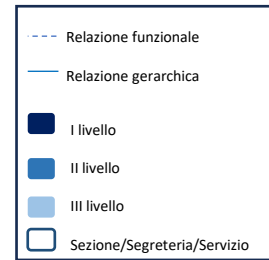 Relazione funzionale
Relazione gerarchica
I livello
II livello
III livello
Sezione/Segreteria/Servizio